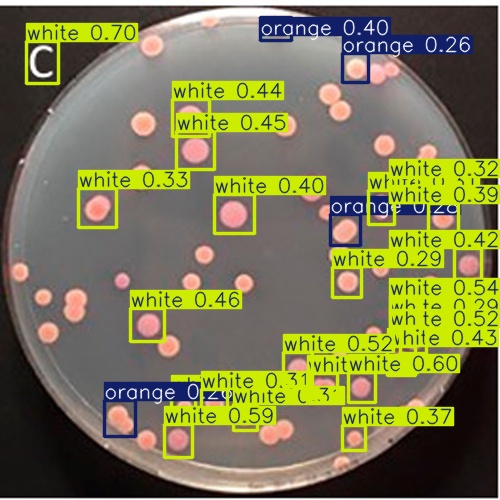 white 0.70
C
orange 0.40
orange 0.26
white 0.44
white 0.45
white 0.32
white 0.33
white 0.40
white 0.39
white 0.42
white 0.29
white 0.46
white 0.54
white 0.52
white 0.43
white 0.52
white 0.60
white 0.31
white 0.59
white 0.37